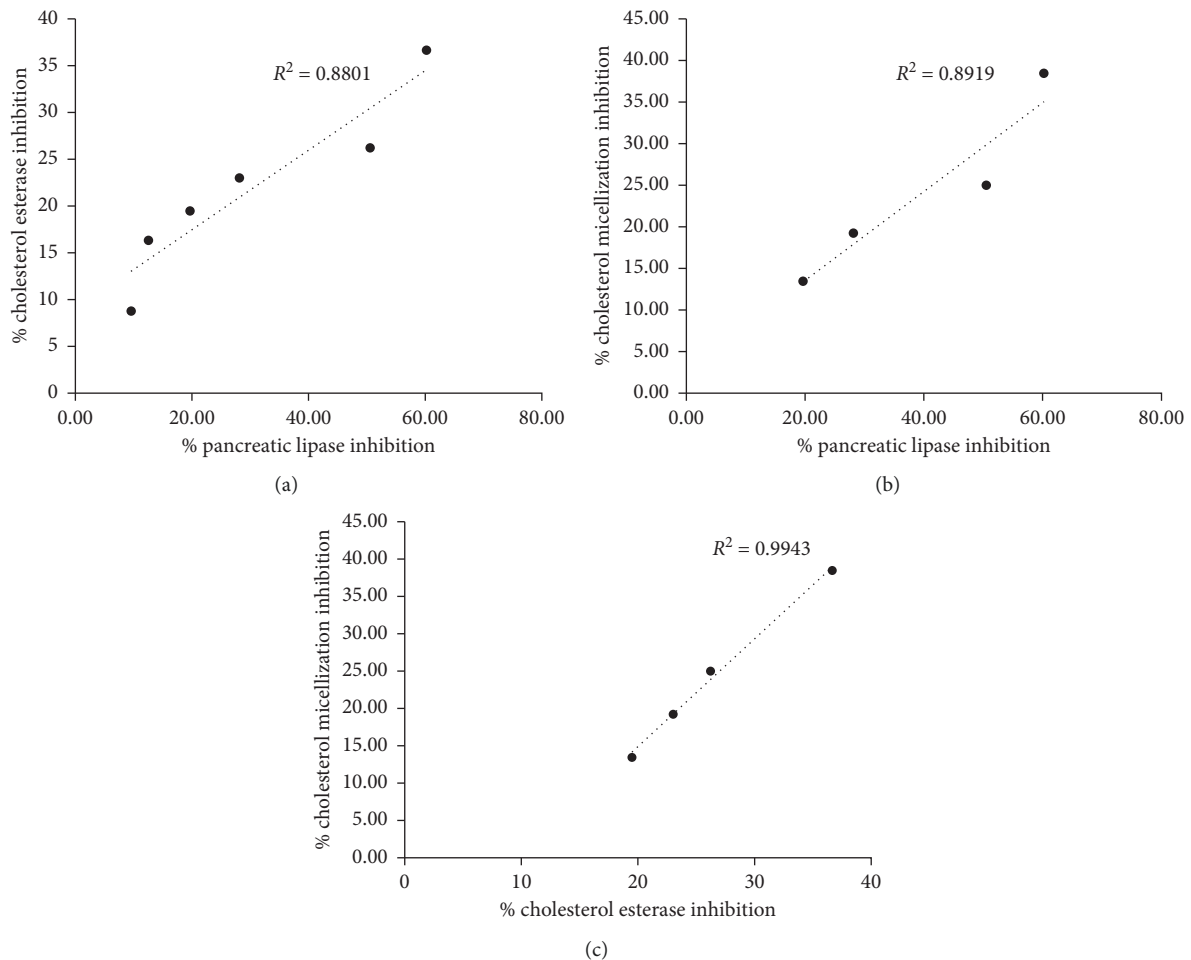 40
35
30
25
20
15
10
5
0
% cholesterol esterase inhibition
R² = 0.8801
0.00 20.00 40.00 60.00 80.00
% pancreatic lipase inhibition
(a)
45.00
40.00
35.00
30.00
25.00
20.00
15.00
10.00
5.00
0.00
% cholesterol micellization inhibition
R² = 0.8919
0.00 20.00 40.00 60.00 80.00
% pancreatic lipase inhibition
(b)
45.00
40.00
35.00
30.00
25.00
20.00
15.00
10.00
5.00
0.00
% cholesterol micellization inhibition
R² = 0.9943
0 10 20 30 40
% cholesterol esterase inhibition
(c)